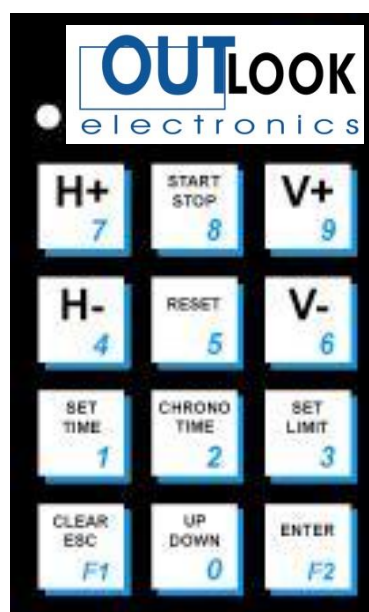 OUTLOOK
electronics
H+
7
START
STOP
8
V+
9
H-
4
RESET
5
V-
6
SET
TIME
1
CHRONO
TIME
2
SET
LIMIT
3
CLEAR
ESC
F1
UP
DOWN
0
ENTER
F2